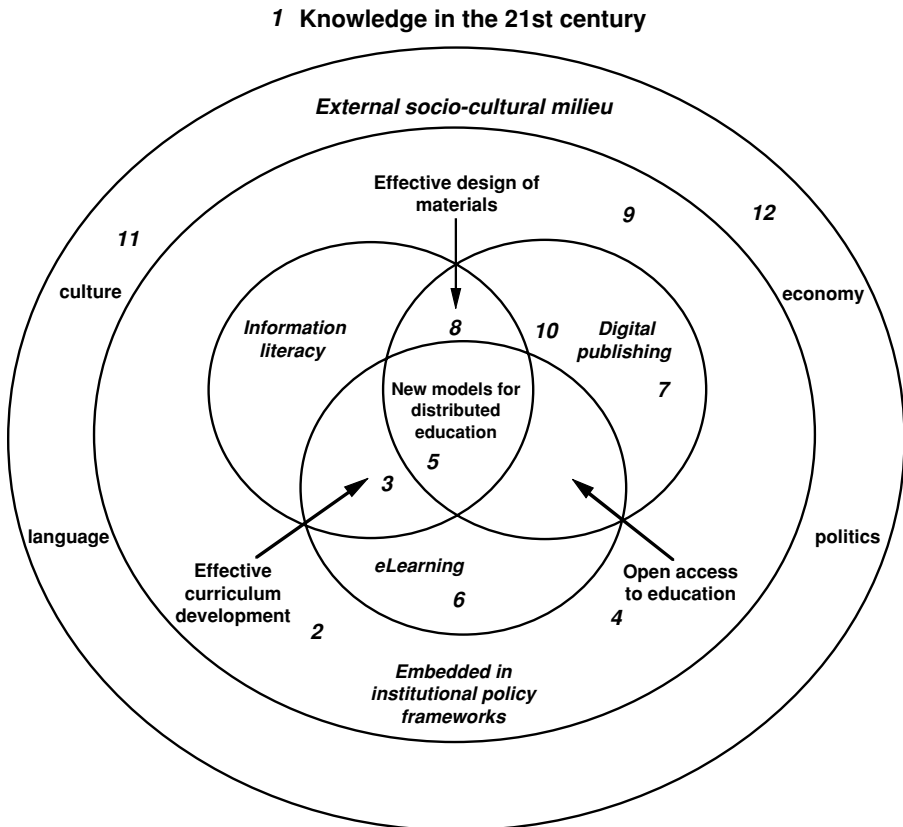 1 Knowledge in the 21st century
External socio-cultural milieu
Effective design of
materials
9
12
11
culture
economy
Information
literacy
8
10
Digital
publishing
7
New models for
distributed
education
5
3
language
politics
Effective
curriculum
development
eLearning
6
Open access
to education
4
2
Embedded in
institutional policy
frameworks